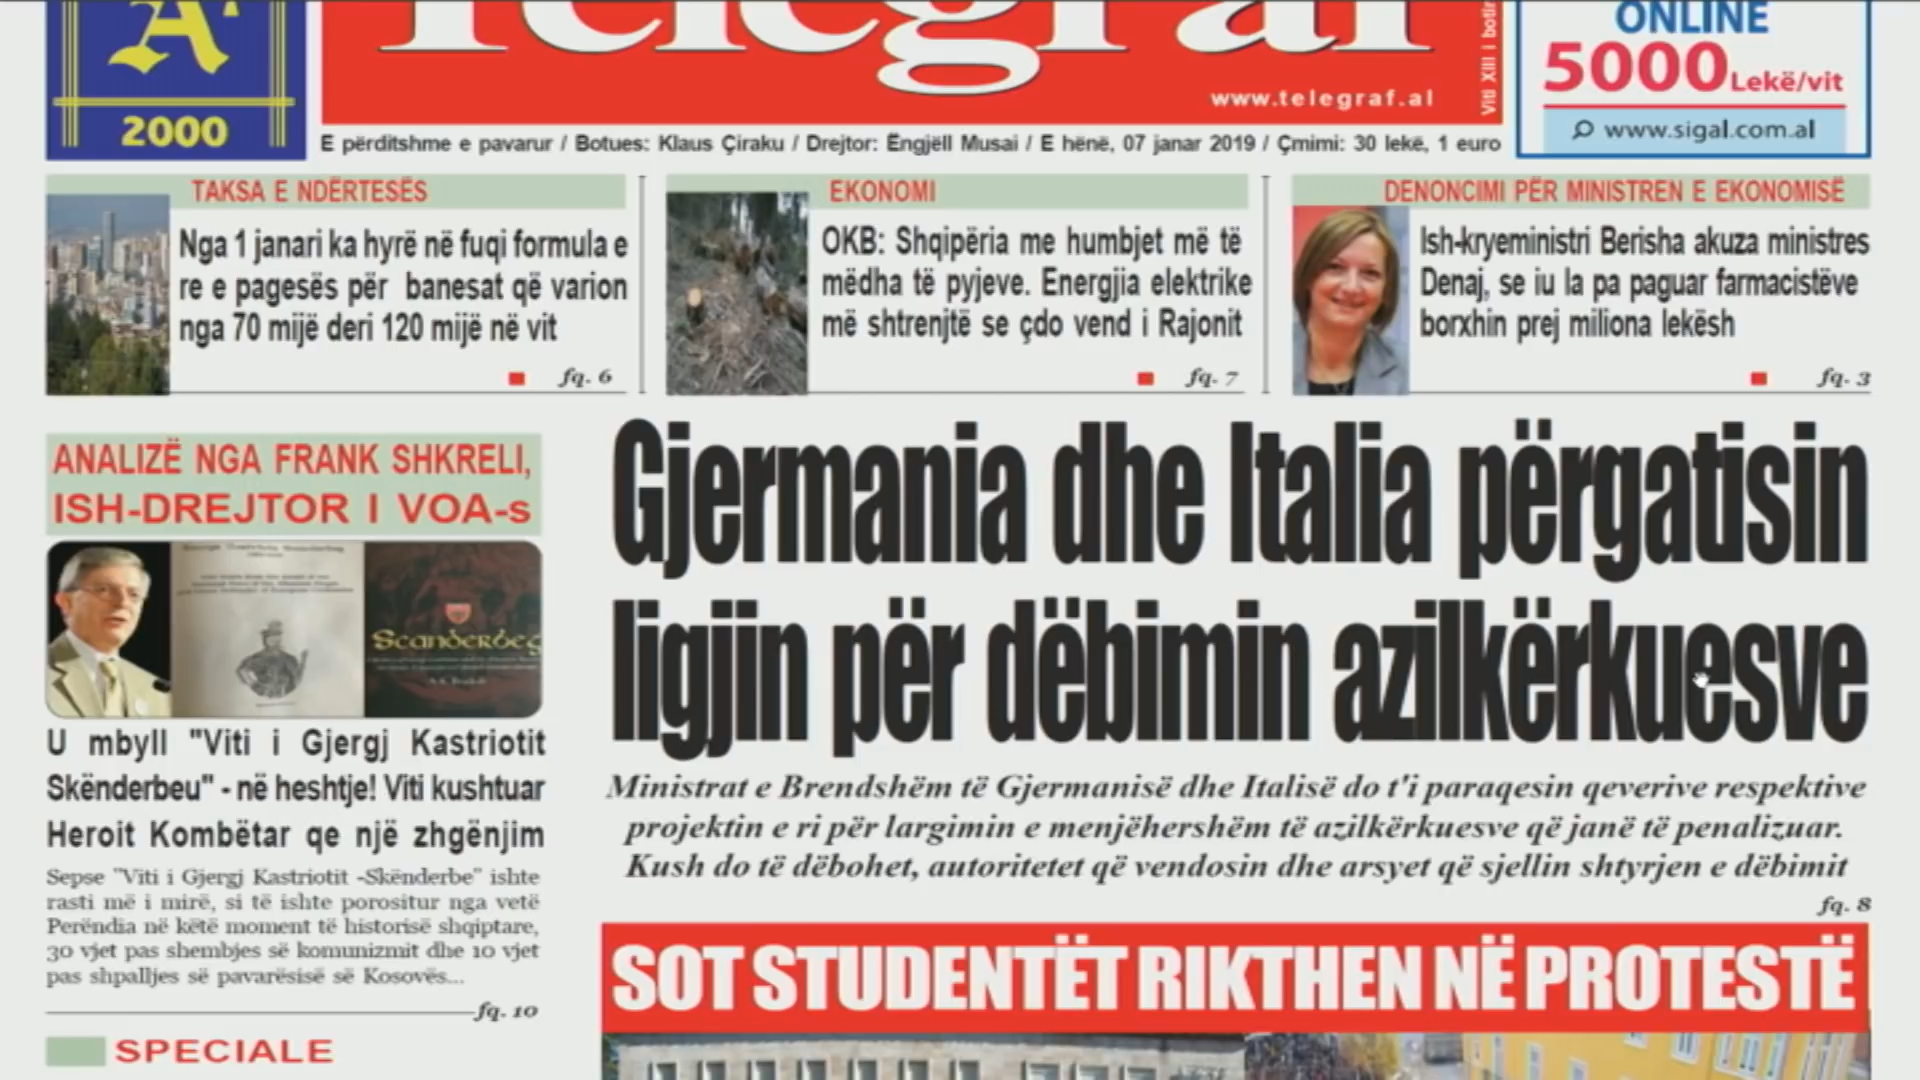 A
2000
Telegraf
www.telegraf.al
Viti XIII i
ONLINE
5000 Lekë/vit
www.sigal.com.al
E përditshme e pavarur / Botues: Klaus Çiraku / Drejtor: Ëngjëll Musai / E hënë, 07 janar 2019 / Çmimi: 30 lekë, 1 euro
TAKSA E NDËRTESËS
Nga 1 janari ka hyrë në fuqi formula e
re e pagesës për banesat që varion
nga 70 mijë deri 120 mijë në vit
fq. 6
EKONOMI
OKB: Shqipëria me humbjet më të
mëdha të pyjeve. Energjia elektrike
më shtrenjtë se çdo vend i Rajonit
fq. 7
DENONCIMI PËR MINISTREN E EKONOMISË
Ish-kryeministri Berisha akuza ministres
Denaj, se iu la pa paguar farmacistëve
borxhin prej miliona lekësh
fq. 3
ANALIZË NGA FRANK SHKRELI,
ISH-DREJTOR I VOA-s
Scanderbeg
U mbyll "Viti i Gjergj Kastriotit
Skënderbeu" - në heshtje! Viti kushtuar
Heroit Kombëtar qe një zhgënjim
Sepse "Viti i Gjergj Kastriotit -Skënderbe" ishte
rasti më i mirë, si të ishte porositur nga vetë
Perëndia në këtë moment të historisë shqiptare,
30 vjet pas shembjes së komunizmit dhe 10 vjet
pas shpalljes së pavarësisë së Kosovës...
fq. 10
SPECIALE
Gjermania dhe Italia përgatisin
ligjin për dëbimin azilkërkuesve
Ministrat e Brendshëm të Gjermanisë dhe Italisë do t'i paraqesin qeverive respektive
projektin e ri për largimin e menjëhershëm të azilkërkuesve që janë të penalizuar.
Kush do të dëbohet, autoritetet që vendosin dhe arsyet që sjellin shtyrjen e dëbimit
fq. 8
SOT STUDENTËT RIKTHEN NË PROTESTË